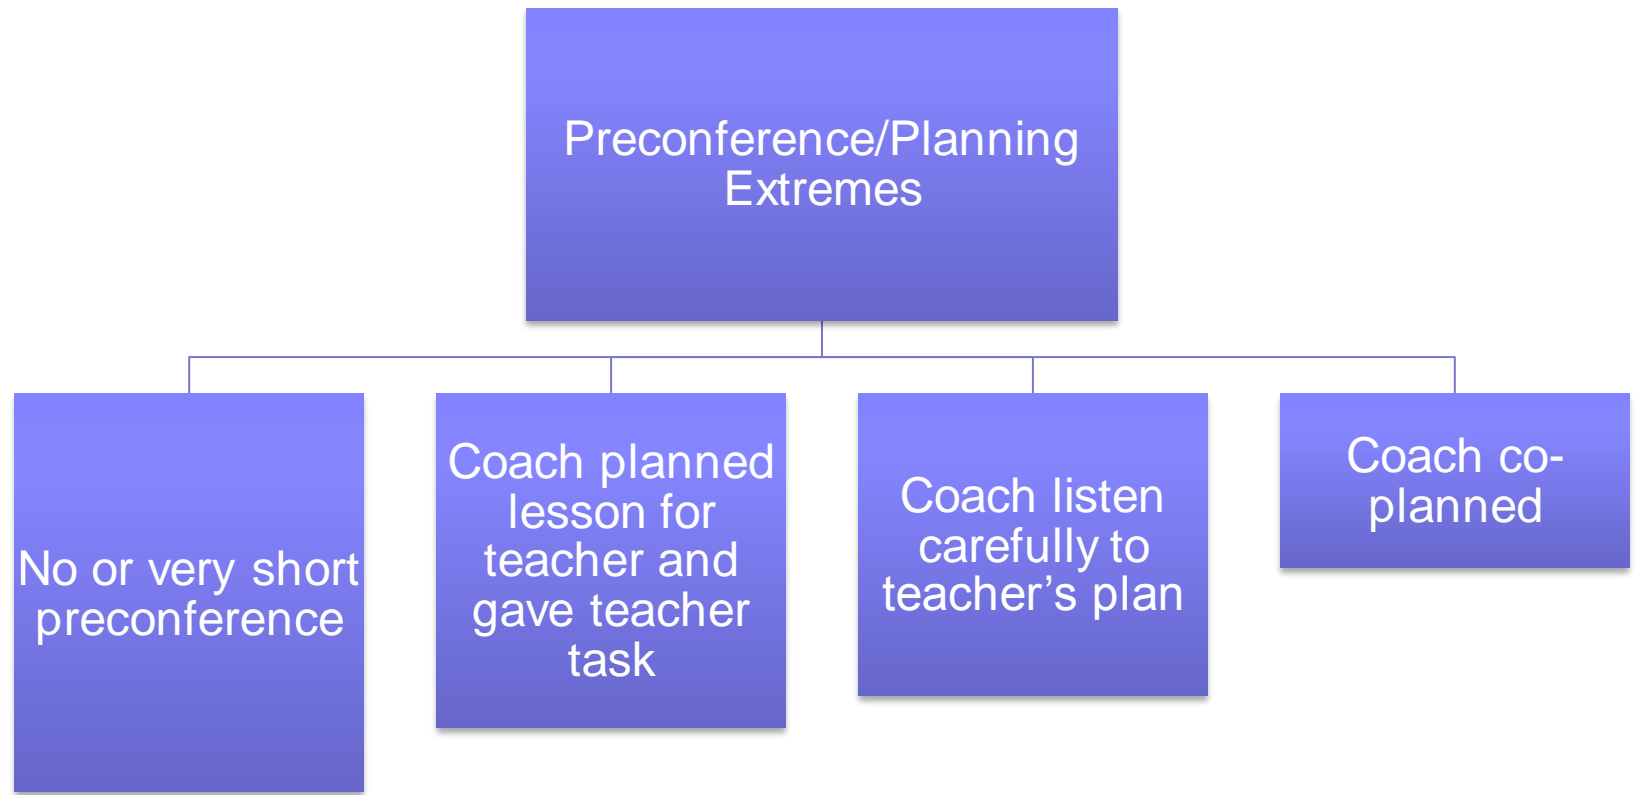 Preconference/Planning
Extremes
No or very short
preconference
Coach planned
lesson for
teacher and
gave teacher
task
Coach listen
carefully to
teacher’s plan
Coach co-
planned